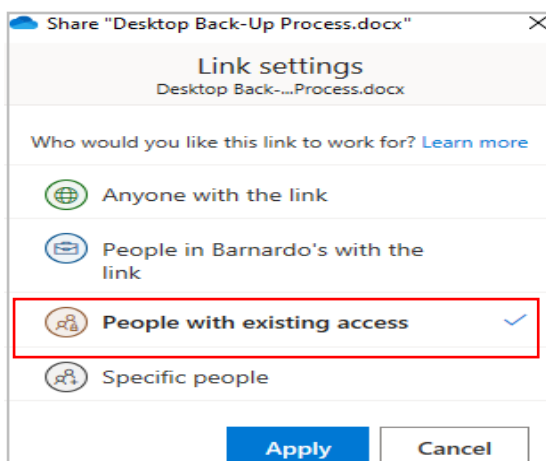 Share "Desktop Back-Up Process.docx"
Link settings
Desktop Back-...Process.docx
Who would you like this link to work for? Learn more
Anyone with the link
People in Barnardo's with the
link
People with existing access
Specific people
Apply Cancel